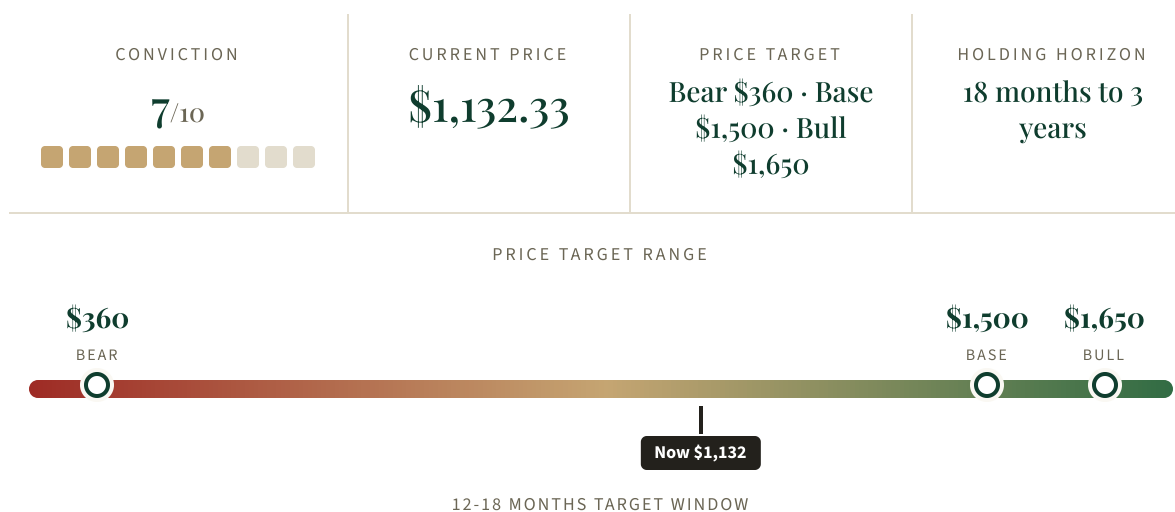 CONVICTION
7/10
CURRENT PRICE
$1,132.33
PRICE TARGET
Bear $360 · Base
$1,500 · Bull
$1,650
HOLDING HORIZON
18 months to 3
years
PRICE TARGET RANGE
$360
BEAR
$1,500
BASE
$1,650
BULL
Now $1,132
12-18 MONTHS TARGET WINDOW